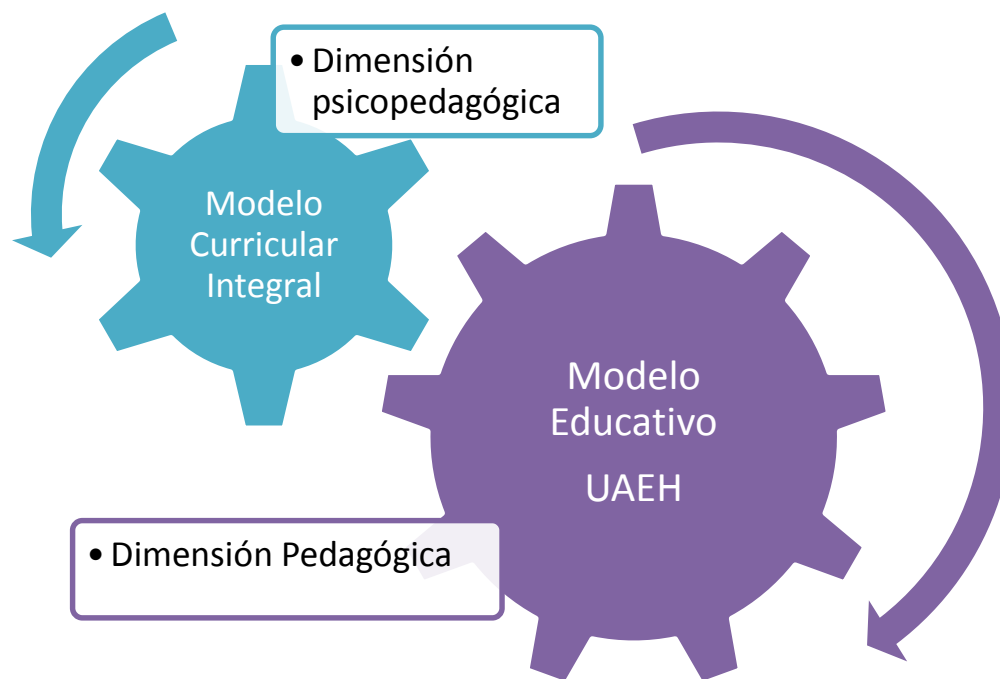 • Dimensión
psicopedagógica
Modelo
Curricular
Integral
Modelo
Educativo
UAEH
• Dimensión Pedagógica